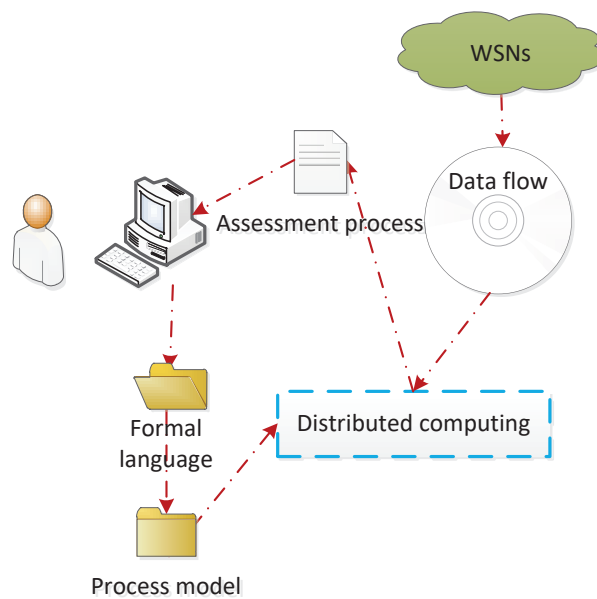 WSNs
Data flow
Assessment process
Formal
language
Distributed computing
Process model